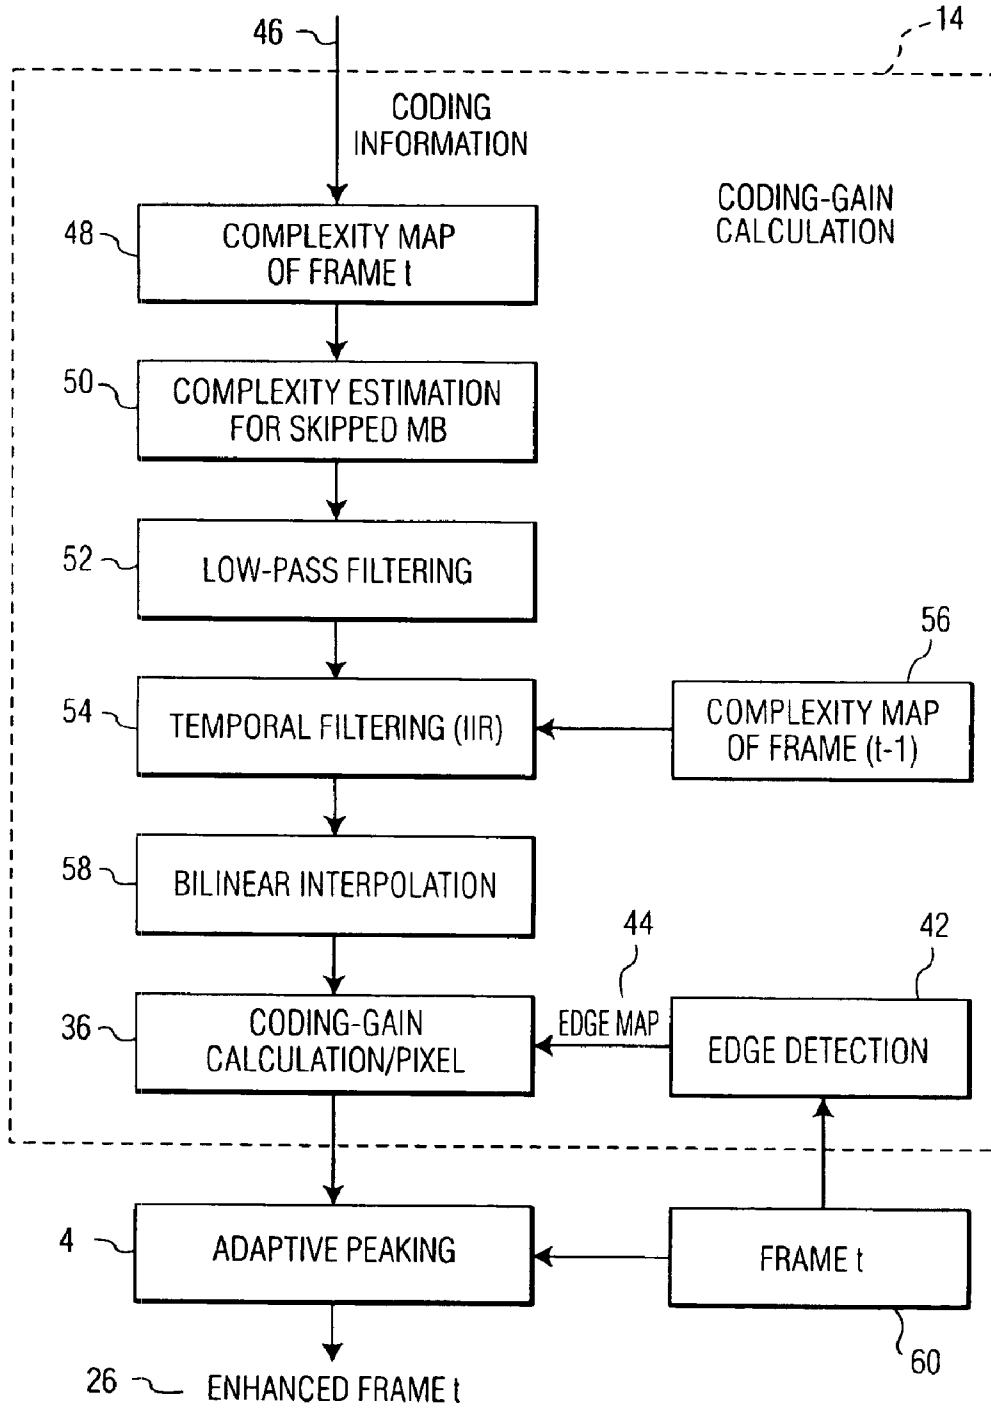 46
14
CODING
INFORMATION
CODING-GAIN
CALCULATION
48
COMPLEXITY MAP
OF FRAME t
50
COMPLEXITY ESTIMATION
FOR SKIPPED MB
52
LOW-PASS FILTERING
56
54
TEMPORAL FILTERING (IIR)
COMPLEXITY MAP
OF FRAME (t-1)
58
BILINEAR INTERPOLATION
44
42
36
CODING-GAIN
CALCULATION/PIXEL
EDGE MAP
EDGE DETECTION
4
ADAPTIVE PEAKING
FRAME t
60
26
ENHANCED FRAME t